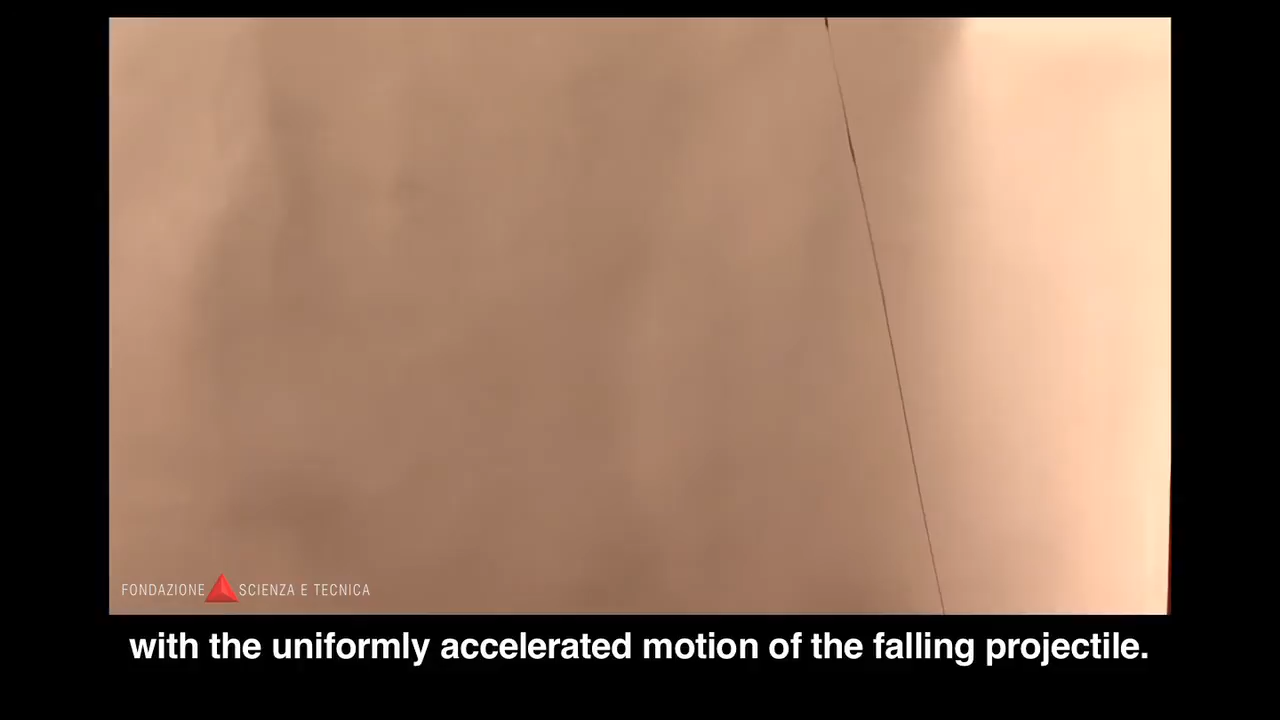 FONDAZIONE SCIENZA E TECNICA
with the uniformly accelerated motion of the falling projectile.